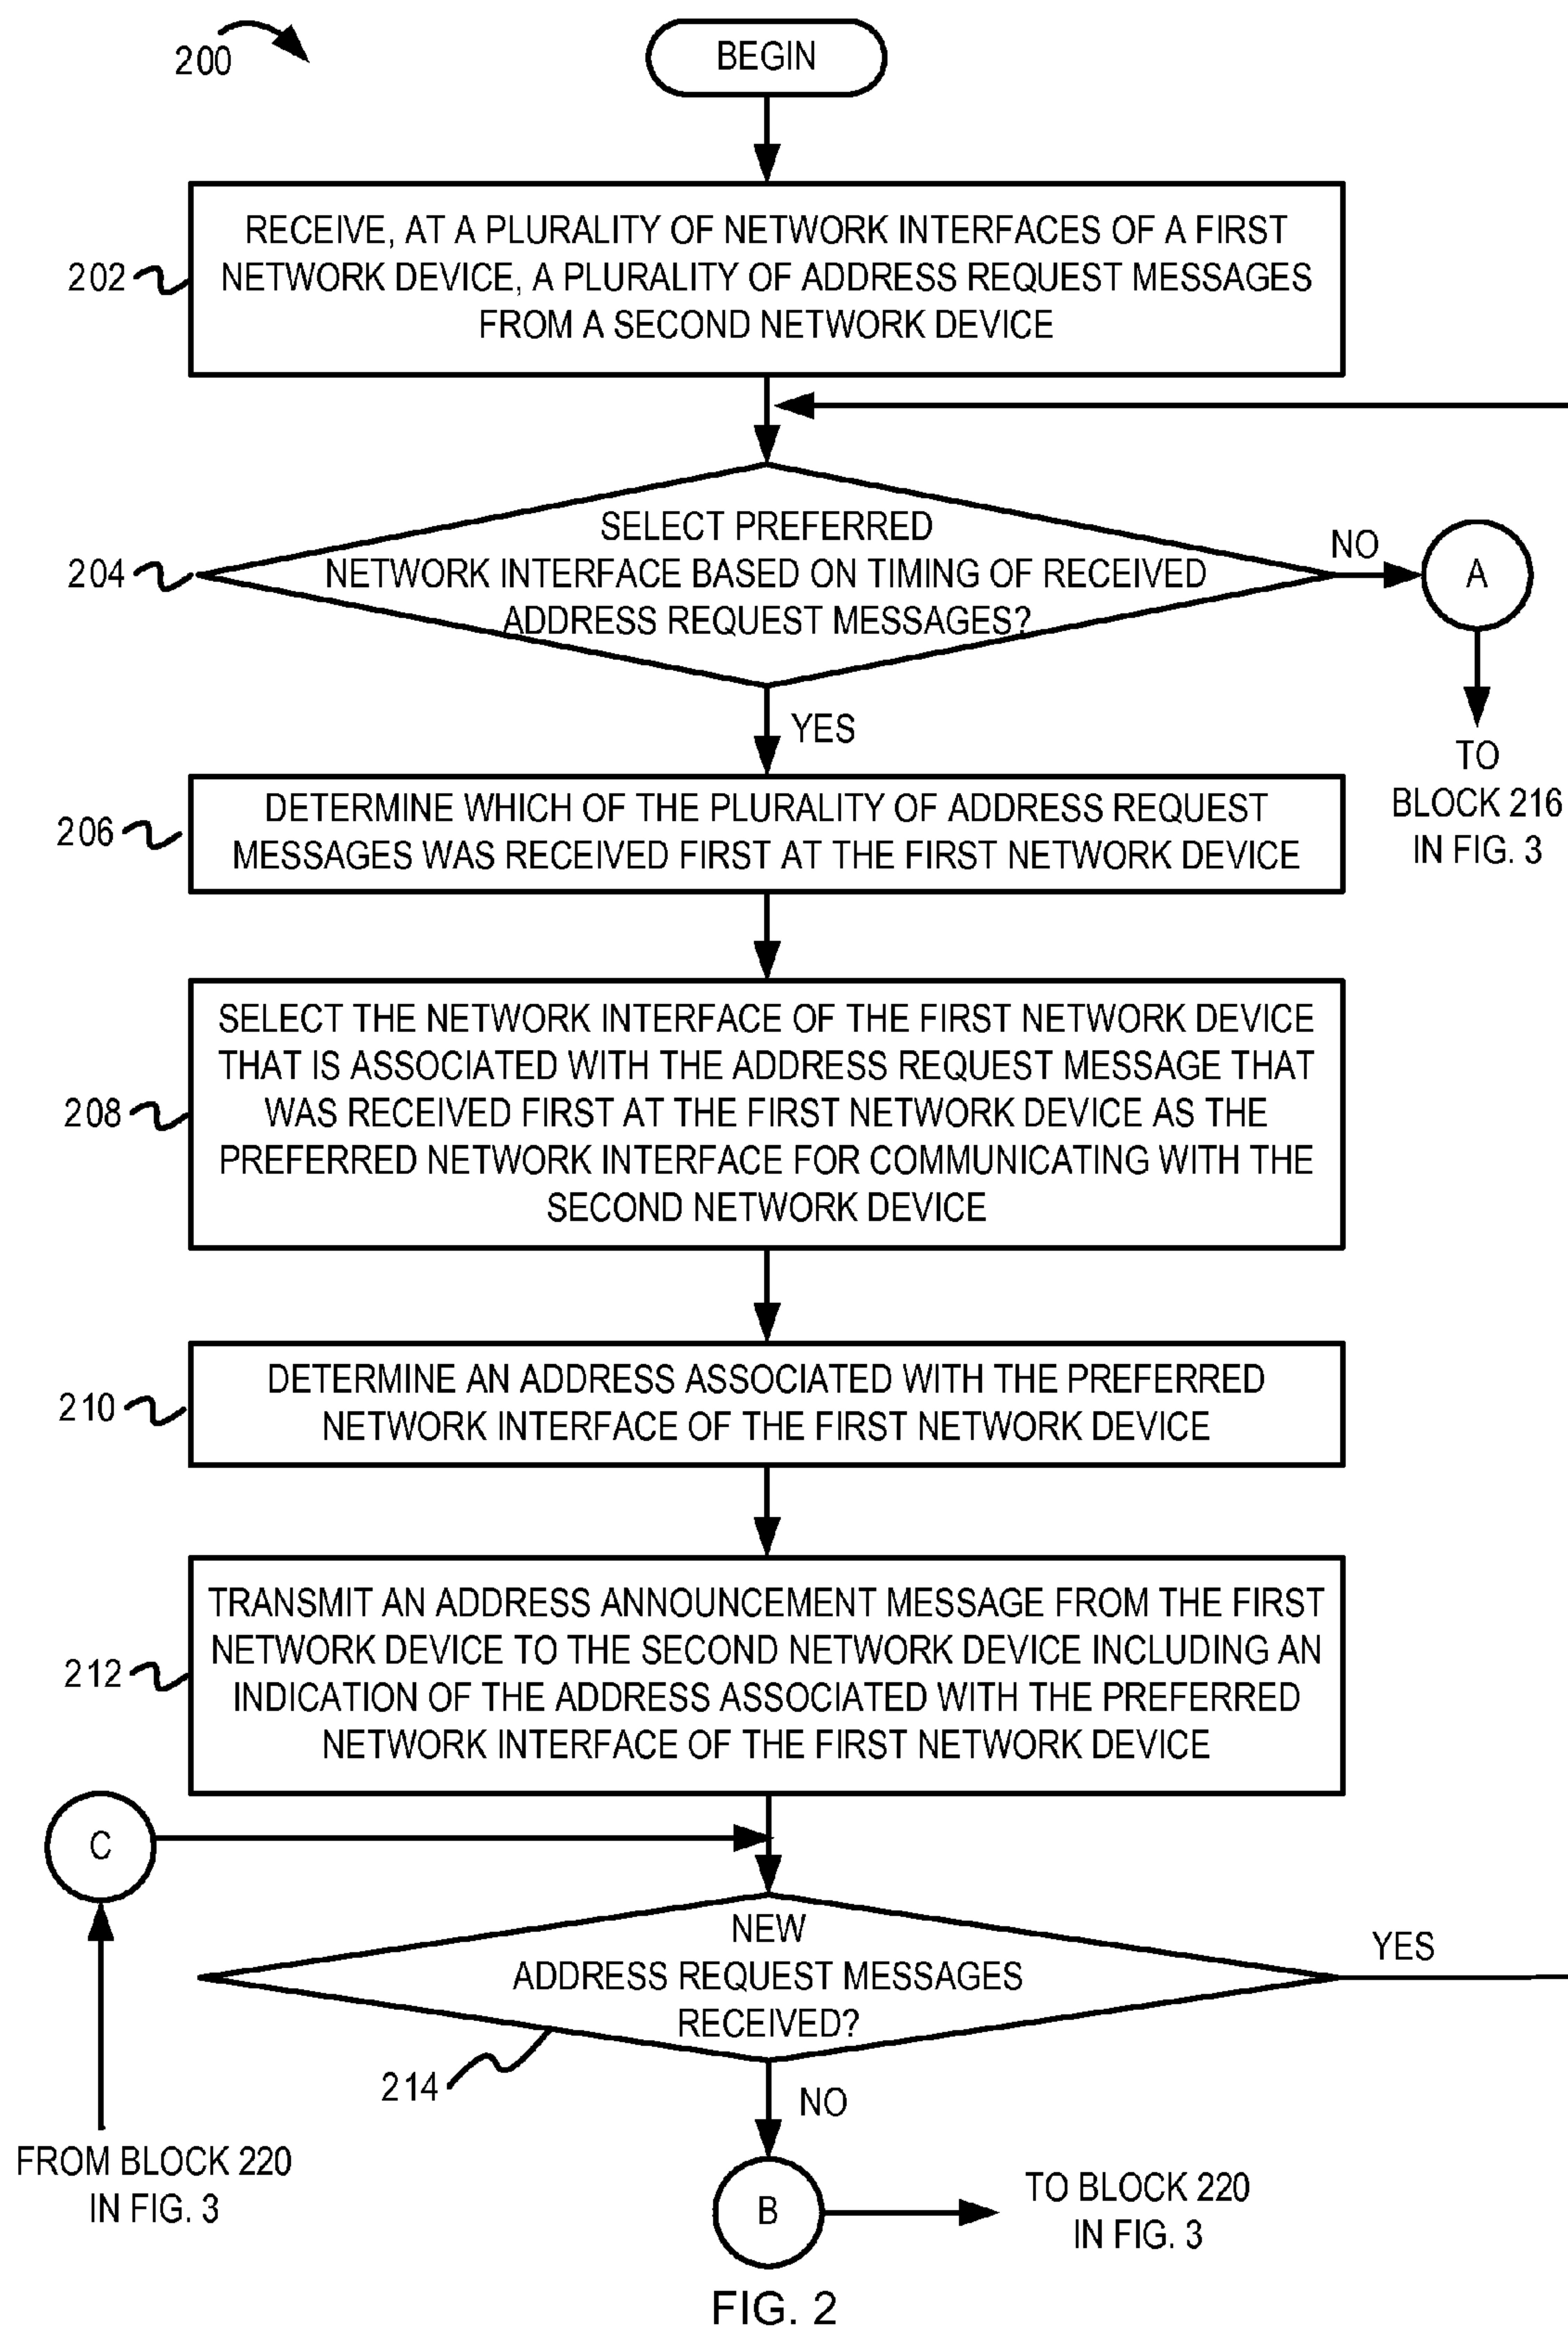 200
BEGIN
RECEIVE, AT A PLURALITY OF NETWORK INTERFACES OF A FIRST
NETWORK DEVICE, A PLURALITY OF ADDRESS REQUEST MESSAGES
FROM A SECOND NETWORK DEVICE
202
SELECT PREFERRED
NETWORK INTERFACE BASED ON TIMING OF RECEIVED
ADDRESS REQUEST MESSAGES?
204
NO
A
TO
BLOCK 216
IN FIG. 3
YES
DETERMINE WHICH OF THE PLURALITY OF ADDRESS REQUEST
MESSAGES WAS RECEIVED FIRST AT THE FIRST NETWORK DEVICE
206
SELECT THE NETWORK INTERFACE OF THE FIRST NETWORK DEVICE
THAT IS ASSOCIATED WITH THE ADDRESS REQUEST MESSAGE THAT
WAS RECEIVED FIRST AT THE FIRST NETWORK DEVICE AS THE
PREFERRED NETWORK INTERFACE FOR COMMUNICATING WITH THE
SECOND NETWORK DEVICE
208
DETERMINE AN ADDRESS ASSOCIATED WITH THE PREFERRED
NETWORK INTERFACE OF THE FIRST NETWORK DEVICE
210
TRANSMIT AN ADDRESS ANNOUNCEMENT MESSAGE FROM THE FIRST
NETWORK DEVICE TO THE SECOND NETWORK DEVICE INCLUDING AN
INDICATION OF THE ADDRESS ASSOCIATED WITH THE PREFERRED
NETWORK INTERFACE OF THE FIRST NETWORK DEVICE
212
C
NEW
ADDRESS REQUEST MESSAGES
RECEIVED?
YES
214
NO
FROM BLOCK 220
IN FIG. 3
B
TO BLOCK 220
IN FIG. 3
FIG. 2